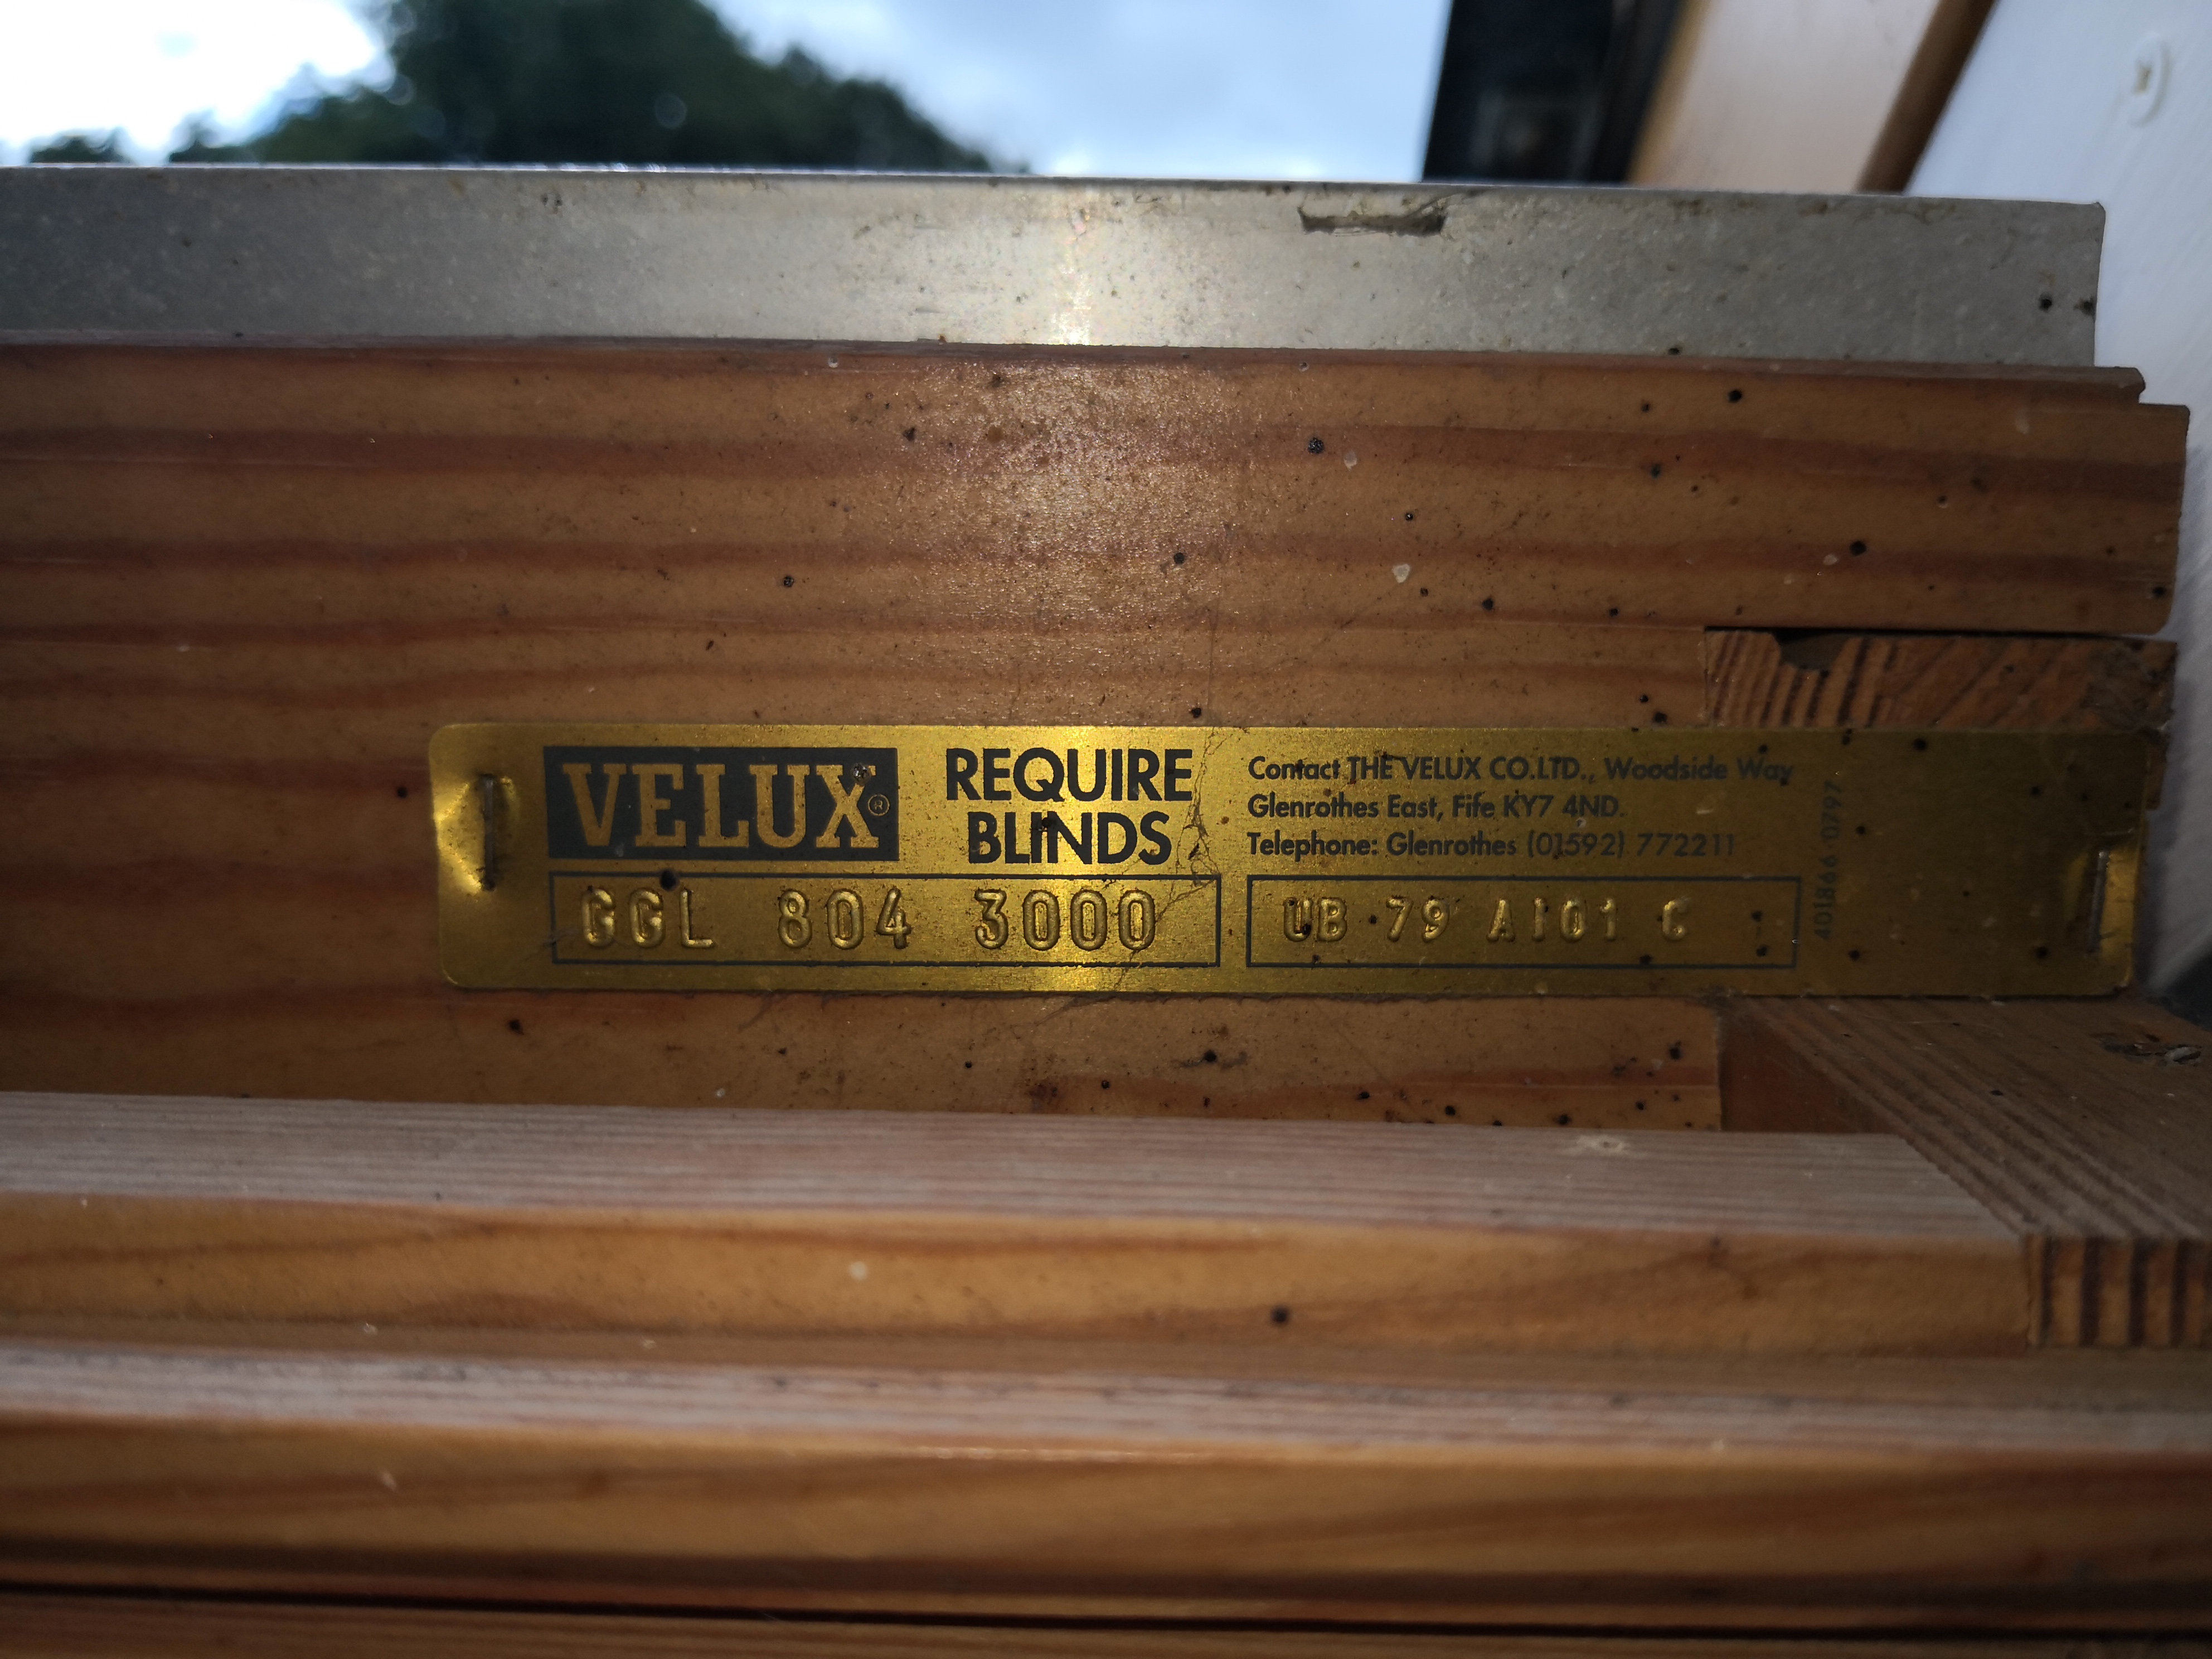 VELUX®
REQUIRE
BLINDS
Contact THE VELUX CO.LTD., Woodside Way
Glenrothes East, Fife KY7 4ND.
Telephone: Glenrothes (01592) 772211
GGL 804 3000
UB 79 A101 C
401866 0797